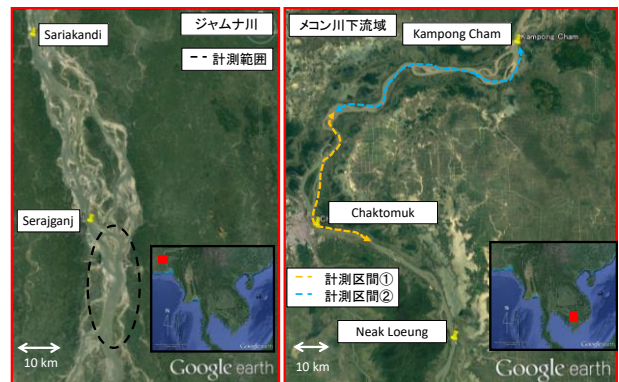 Sariakandi
ジャムナ川
計測範囲
Serajganj
10 km
Google earth
メコン川下流域
Kampong Cham
Kampong Cham
Chaktomuk
計測区間①
計測区間②
Neak Loeung
10 km
Google earth